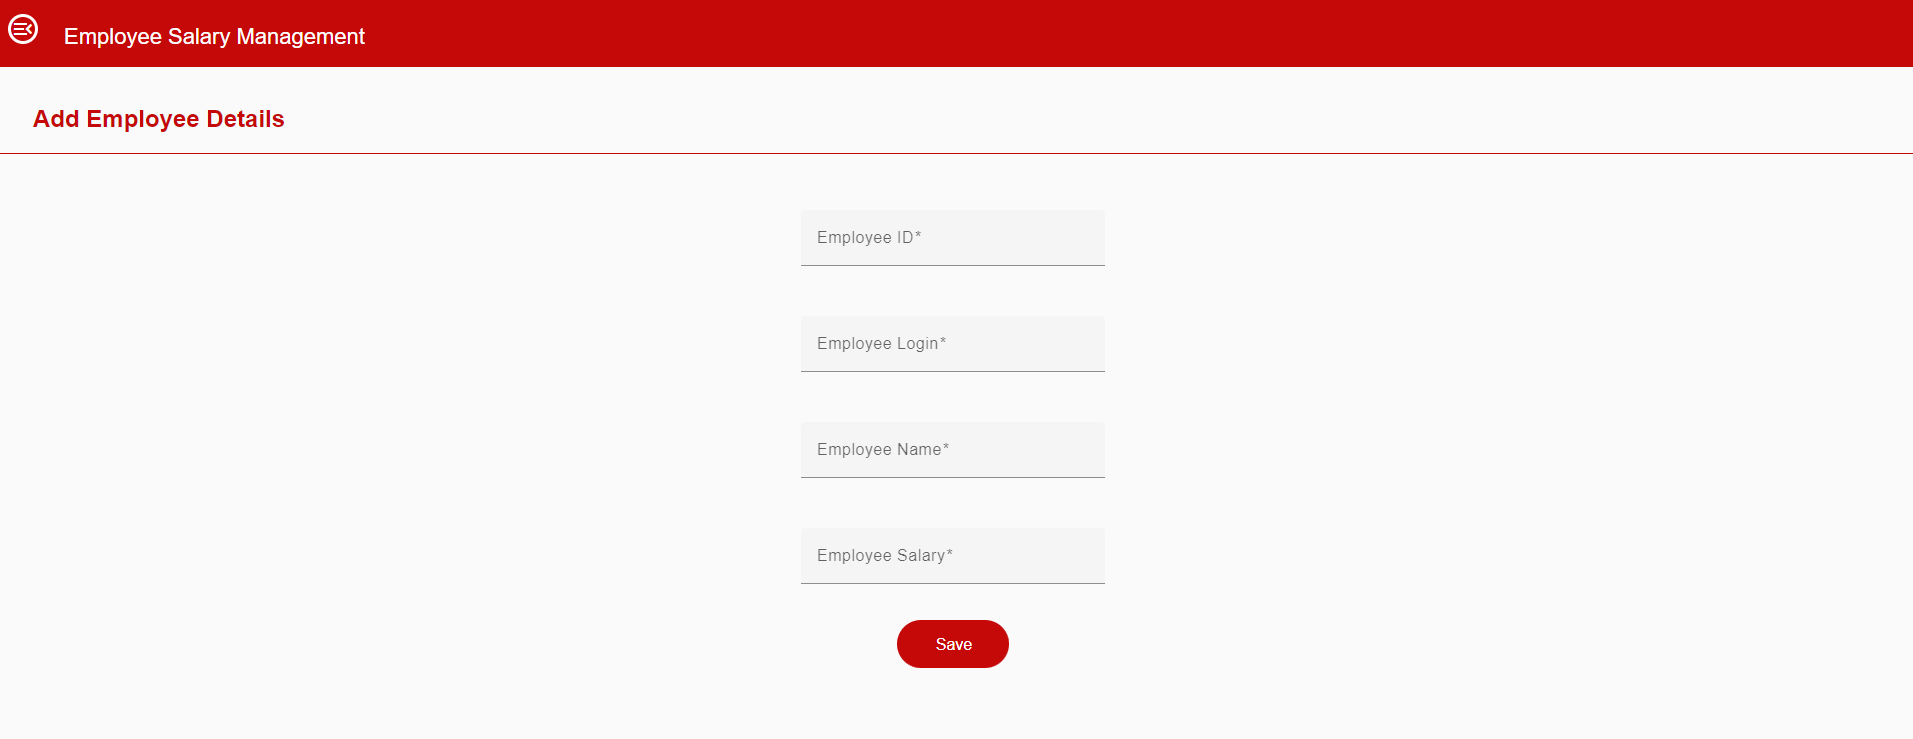 Employee Salary Management
Add Employee Details
Employee ID*
Employee Login*
Employee Name*
Employee Salary*
Save